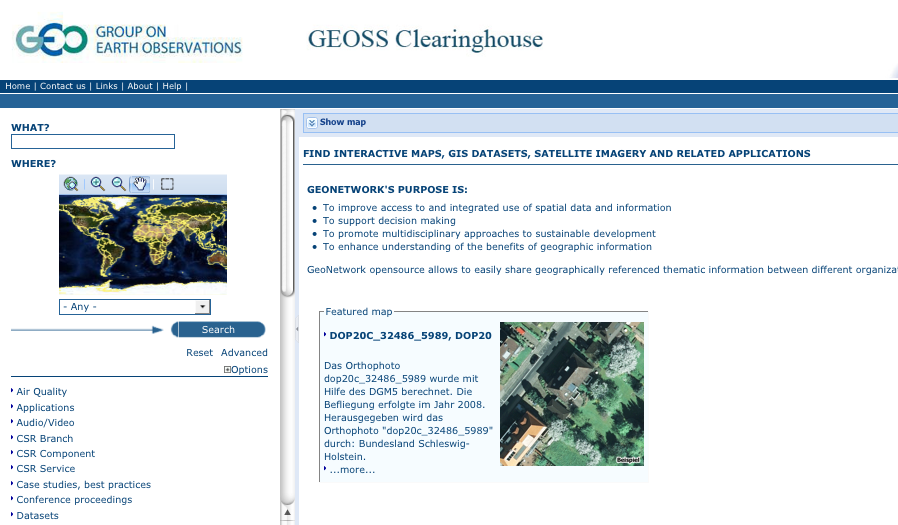 GEO GROUP ON
EARTH OBSERVATIONS
GEOSS Clearinghouse
Home | Contact us | Links | About | Help |
WHAT?
WHERE?
- Any -
Search
Reset Advanced
Options
Air Quality
Applications
Audio/Video
CSR Branch
CSR Component
CSR Service
Case studies, best practices
Conference proceedings
Datasets
Show map
FIND INTERACTIVE MAPS, GIS DATASETS, SATELLITE IMAGERY AND RELATED APPLICATIONS
GEONETWORK'S PURPOSE IS:
To improve access to and integrated use of spatial data and information
To support decision making
To promote multidisciplinary approaches to sustainable development
To enhance understanding of the benefits of geographic information
GeoNetwork opensource allows to easily share geographically referenced thematic information between different organiza
Featured map
DOP20C_32486_5989, DOP20
Das Orthophoto
dop20c_32486_5989 wurde mit
Hilfe des DGM5 berechnet. Die
Befliegung erfolgte im Jahr 2008.
Herausgegeben wird das
Orthophoto "dop20c_32486_5989"
durch: Bundesland Schleswig-
Holstein.
...more...
Beispiel